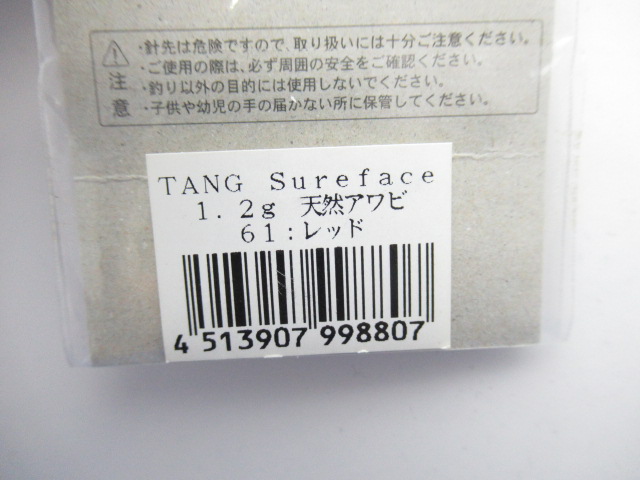 ・針先は危険ですので、取り扱いには十分ご注意ください。
・ご使用の際は、必ず周囲の安全をご確認ください。
注 ・釣り以外の目的には使用しないでください。
意 ・子供や幼児の手の届かない所に保管してください。
TANG Sureface
1.2g 天然アワビ
61:レッド
4 513907 998807